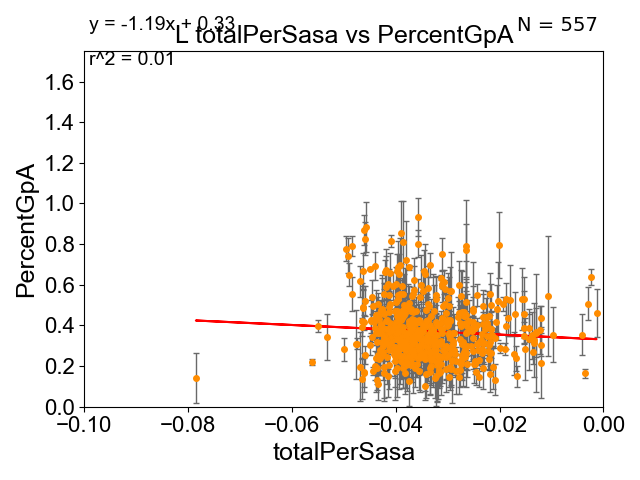 y = -1.19x + 0.33
N = 557
L totalPerSasa vs PercentGpA
r^2 = 0.01
1.6
1.4
1.2
1.0
0.8
0.6
0.4
0.2
0.0
PercentGpA
−0.10 −0.08 −0.06 −0.04 −0.02 0.00
totalPerSasa